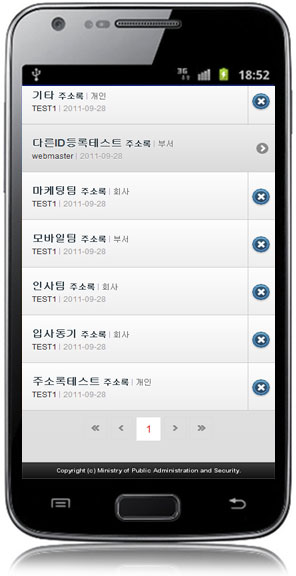 3G 18:52
기타 주소록 | 개인
TEST1 | 2011-09-28
다른ID등록테스트 주소록 | 부서
webmaster | 2011-09-28
마케팅팀 주소록 | 회사
TEST1 | 2011-09-28
모바일팀 주소록 | 부서
TEST1 | 2011-09-28
인사팀 주소록 | 회사
TEST1 | 2011-09-28
입사동기 주소록 | 회사
TEST1 | 2011-09-28
주소록테스트 주소록 | 개인
TEST1 | 2011-09-28
« ‹ 1 › »
Copyright (c) Ministry of Public Administration and Security.